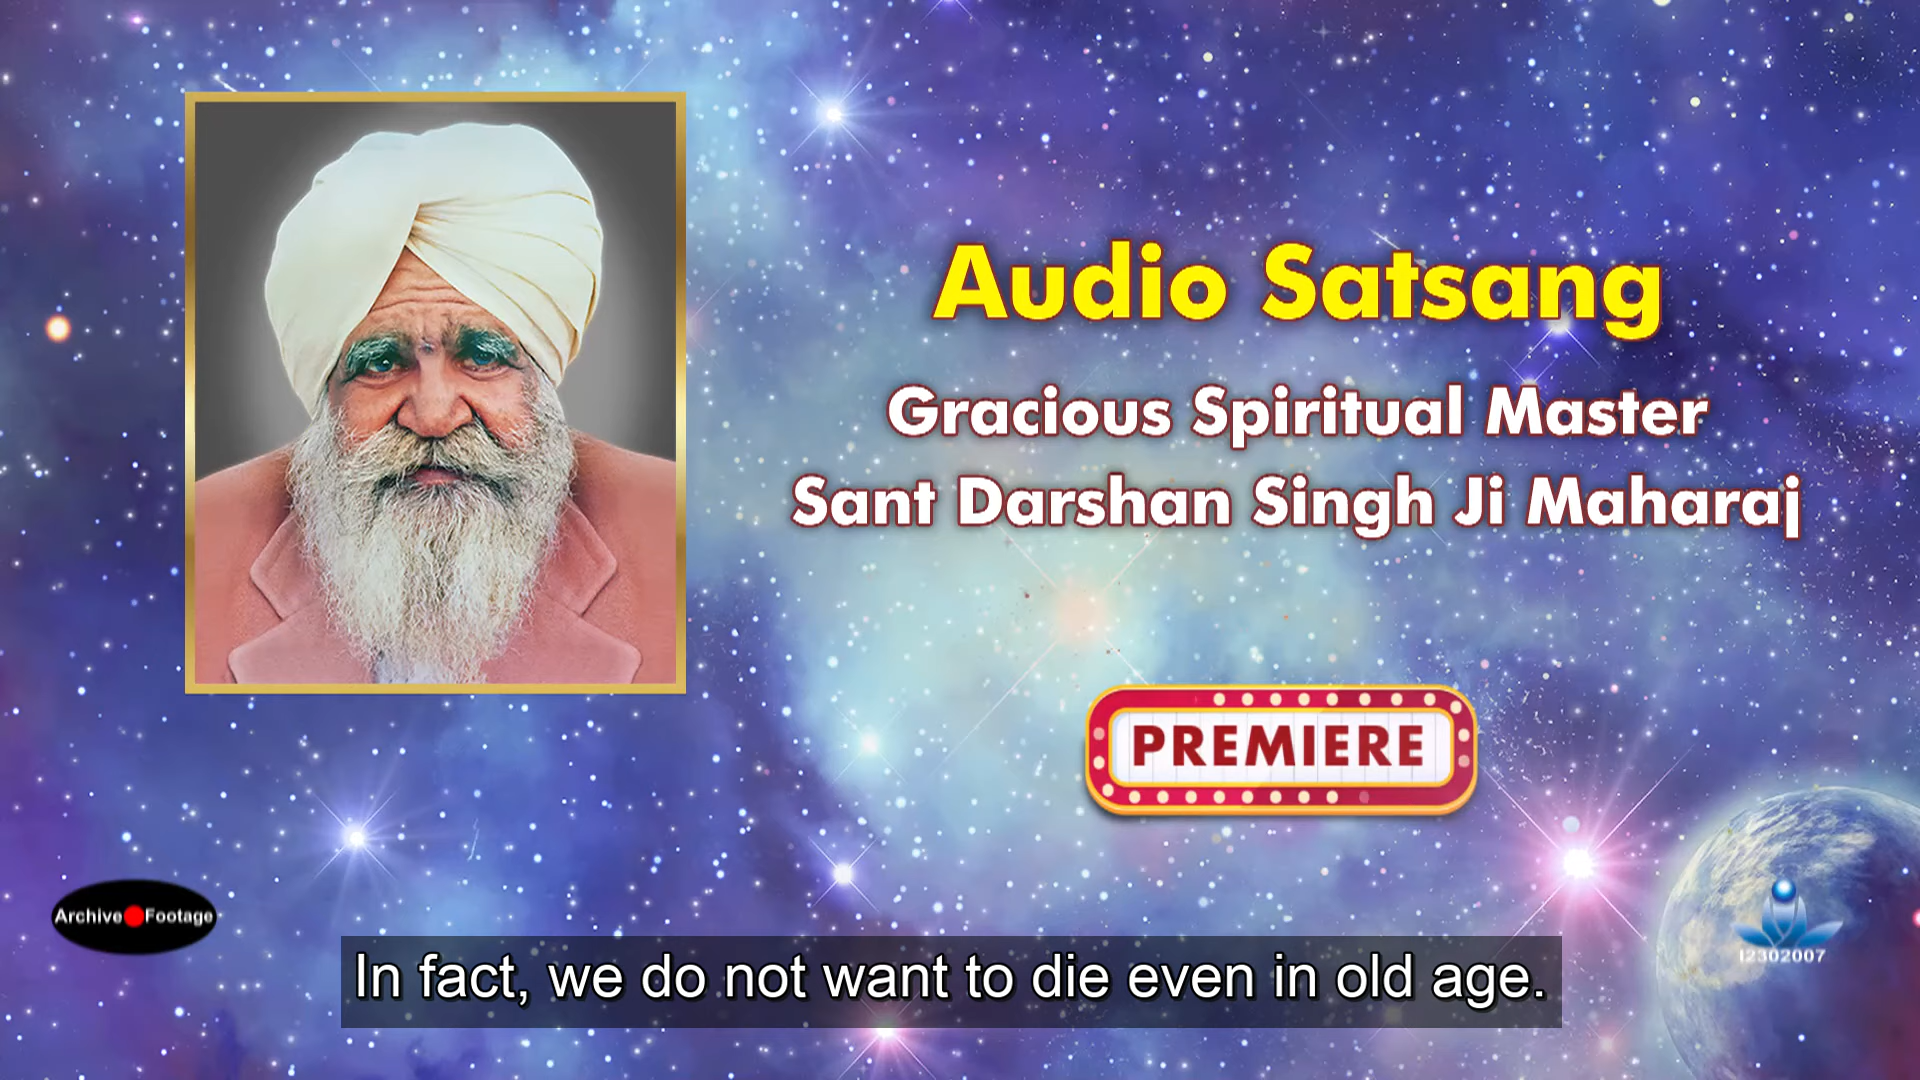 Audio Satsang
Gracious Spiritual Master
Sant Darshan Singh Ji Maharaj
PREMIERE
Archive Footage
I2302007
In fact, we do not want to die even in old age.